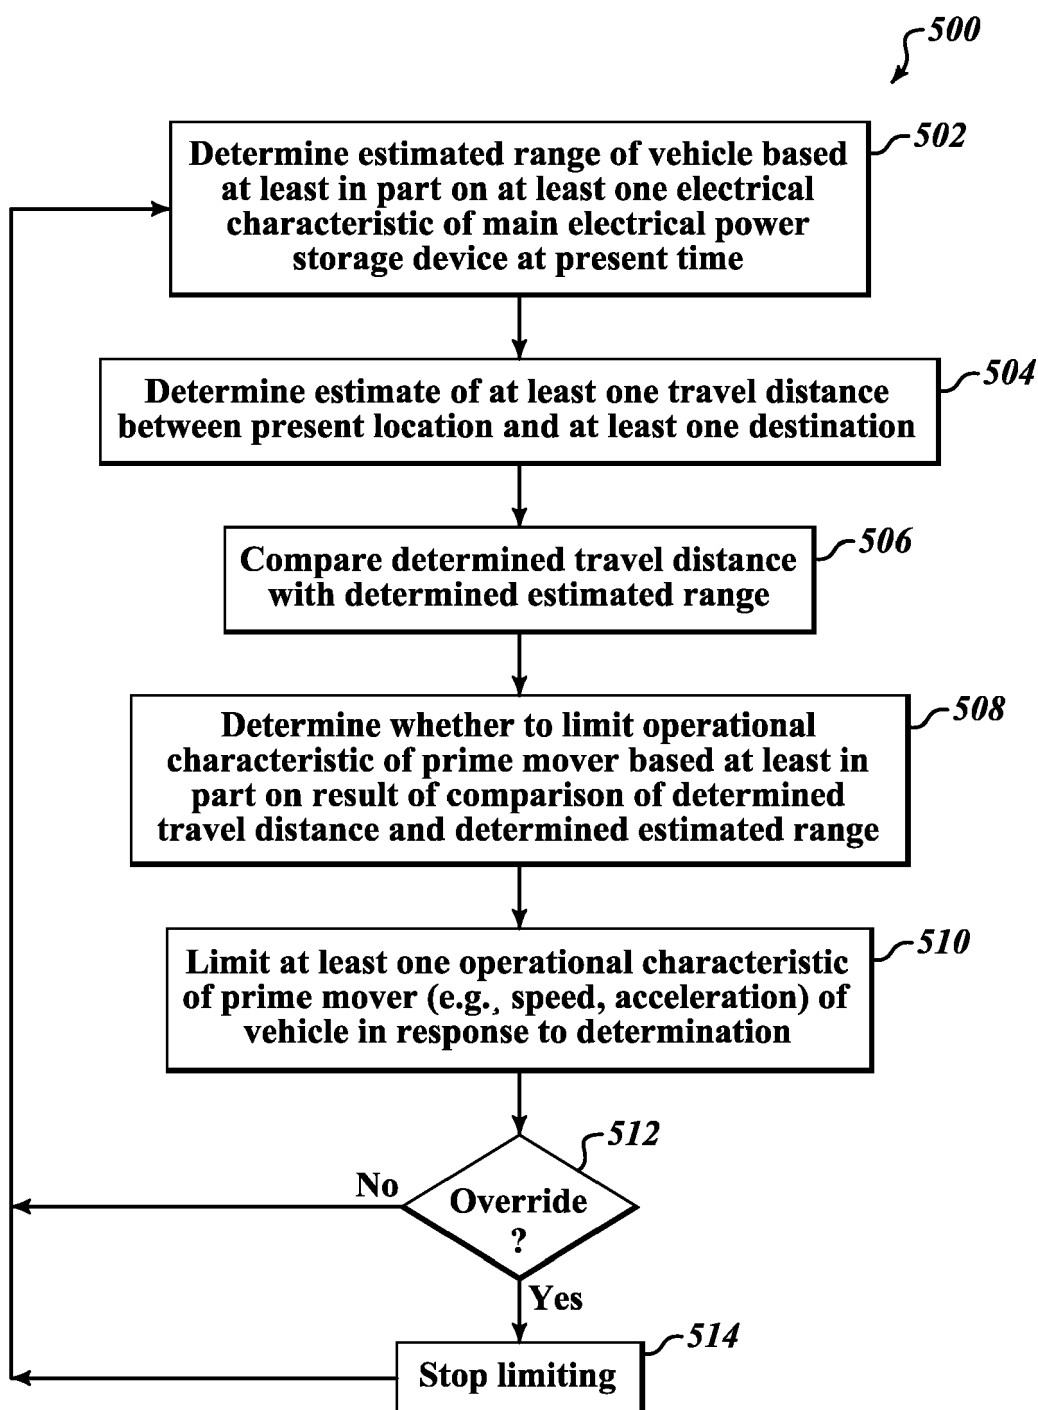 500
502
Determine estimated range of vehicle based
at least in part on at least one electrical
characteristic of main electrical power
storage device at present time
504
Determine estimate of at least one travel distance
between present location and at least one destination
506
Compare determined travel distance
with determined estimated range
508
Determine whether to limit operational
characteristic of prime mover based at least in
part on result of comparison of determined
travel distance and determined estimated range
510
Limit at least one operational characteristic
of prime mover (e.g., speed, acceleration) of
vehicle in response to determination
512
No
Override
?
Yes
514
Stop limiting